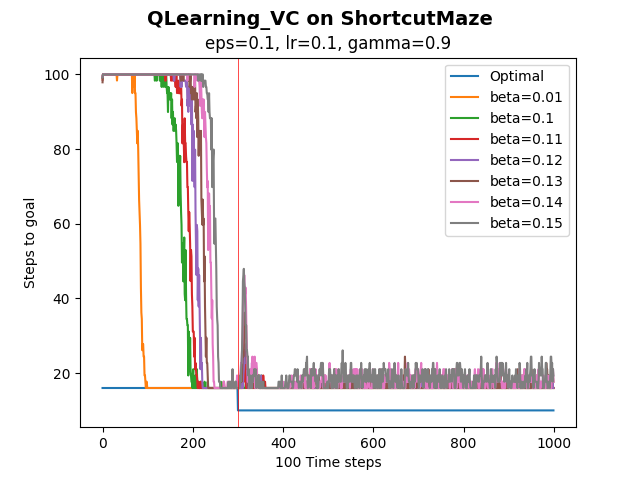 QLearning_VC on ShortcutMaze
eps=0.1, lr=0.1, gamma=0.9
Steps to goal
100
80
60
40
20
0
200
400
600
800
1000
100 Time steps
Optimal
beta=0.01
beta=0.1
beta=0.11
beta=0.12
beta=0.13
beta=0.14
beta=0.15